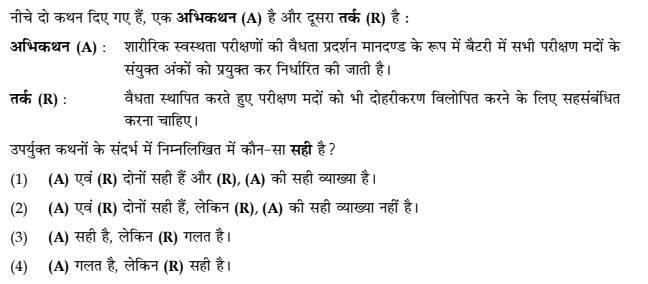 नीचे दो कथन दिए गए हैं, एक अभिकथन (A) है और दूसरा तर्क (R) है :
अभिकथन (A) : शारीरिक स्वस्थता परीक्षणों की वैधता प्रदर्शन मानदण्ड के रूप में बैटरी में सभी परीक्षण मदों के
संयुक्त अंकों को प्रयुक्त कर निर्धारित की जाती है।
तर्क (R) : वैधता स्थापित करते हुए परीक्षण मदों को भी दोहरीकरण विलोपित करने के लिए सहसंबंधित
करना चाहिए।
उपर्युक्त कथनों के संदर्भ में निम्नलिखित में कौन-सा सही है ?
(1) (A) एवं (R) दोनों सही हैं और (R), (A) की सही व्याख्या है।
(2) (A) एवं (R) दोनों सही हैं, लेकिन (R), (A) की सही व्याख्या नहीं है।
(3) (A) सही है, लेकिन (R) गलत है।
(4) (A) गलत है, लेकिन (R) सही है।